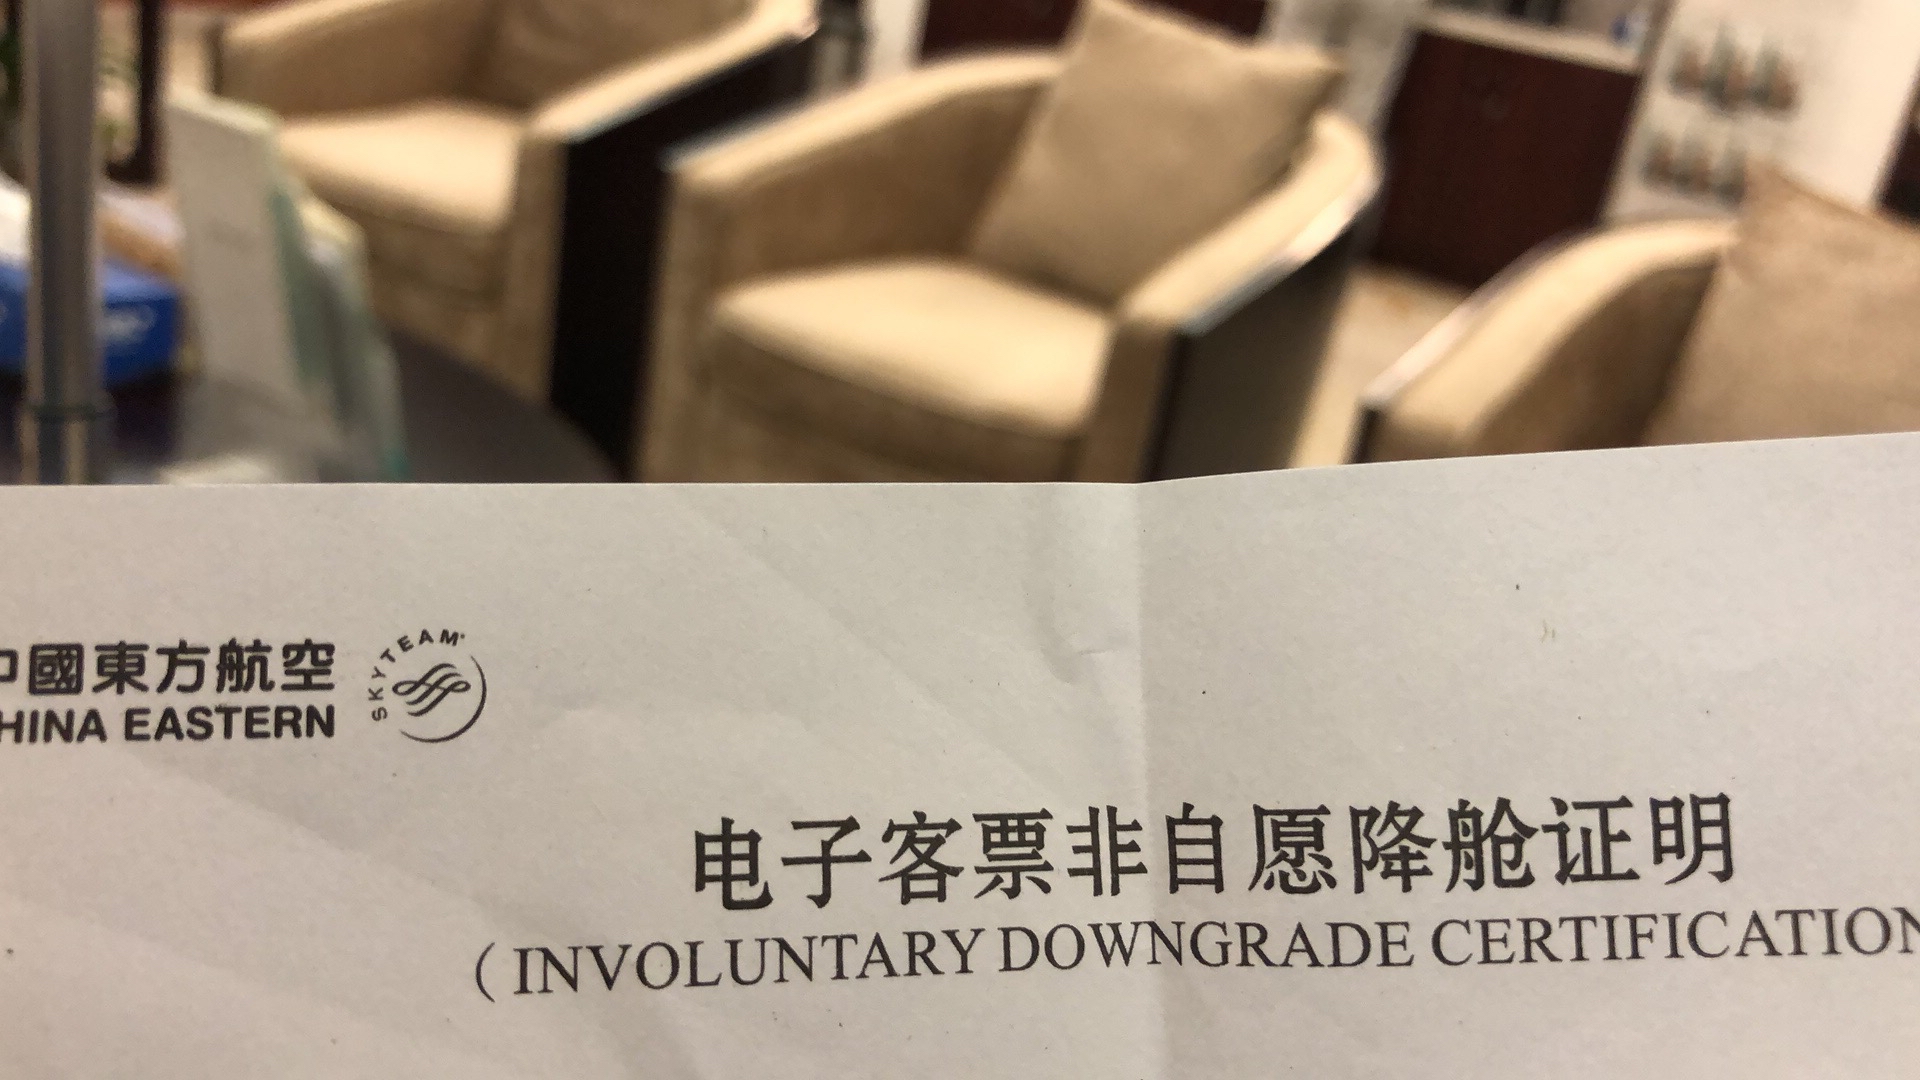 中國東方航空
CHINA EASTERN
SKYTEAM
电子客票非自愿降舱证明
（INVOLUNTARY DOWNGRADE CERTIFICATION